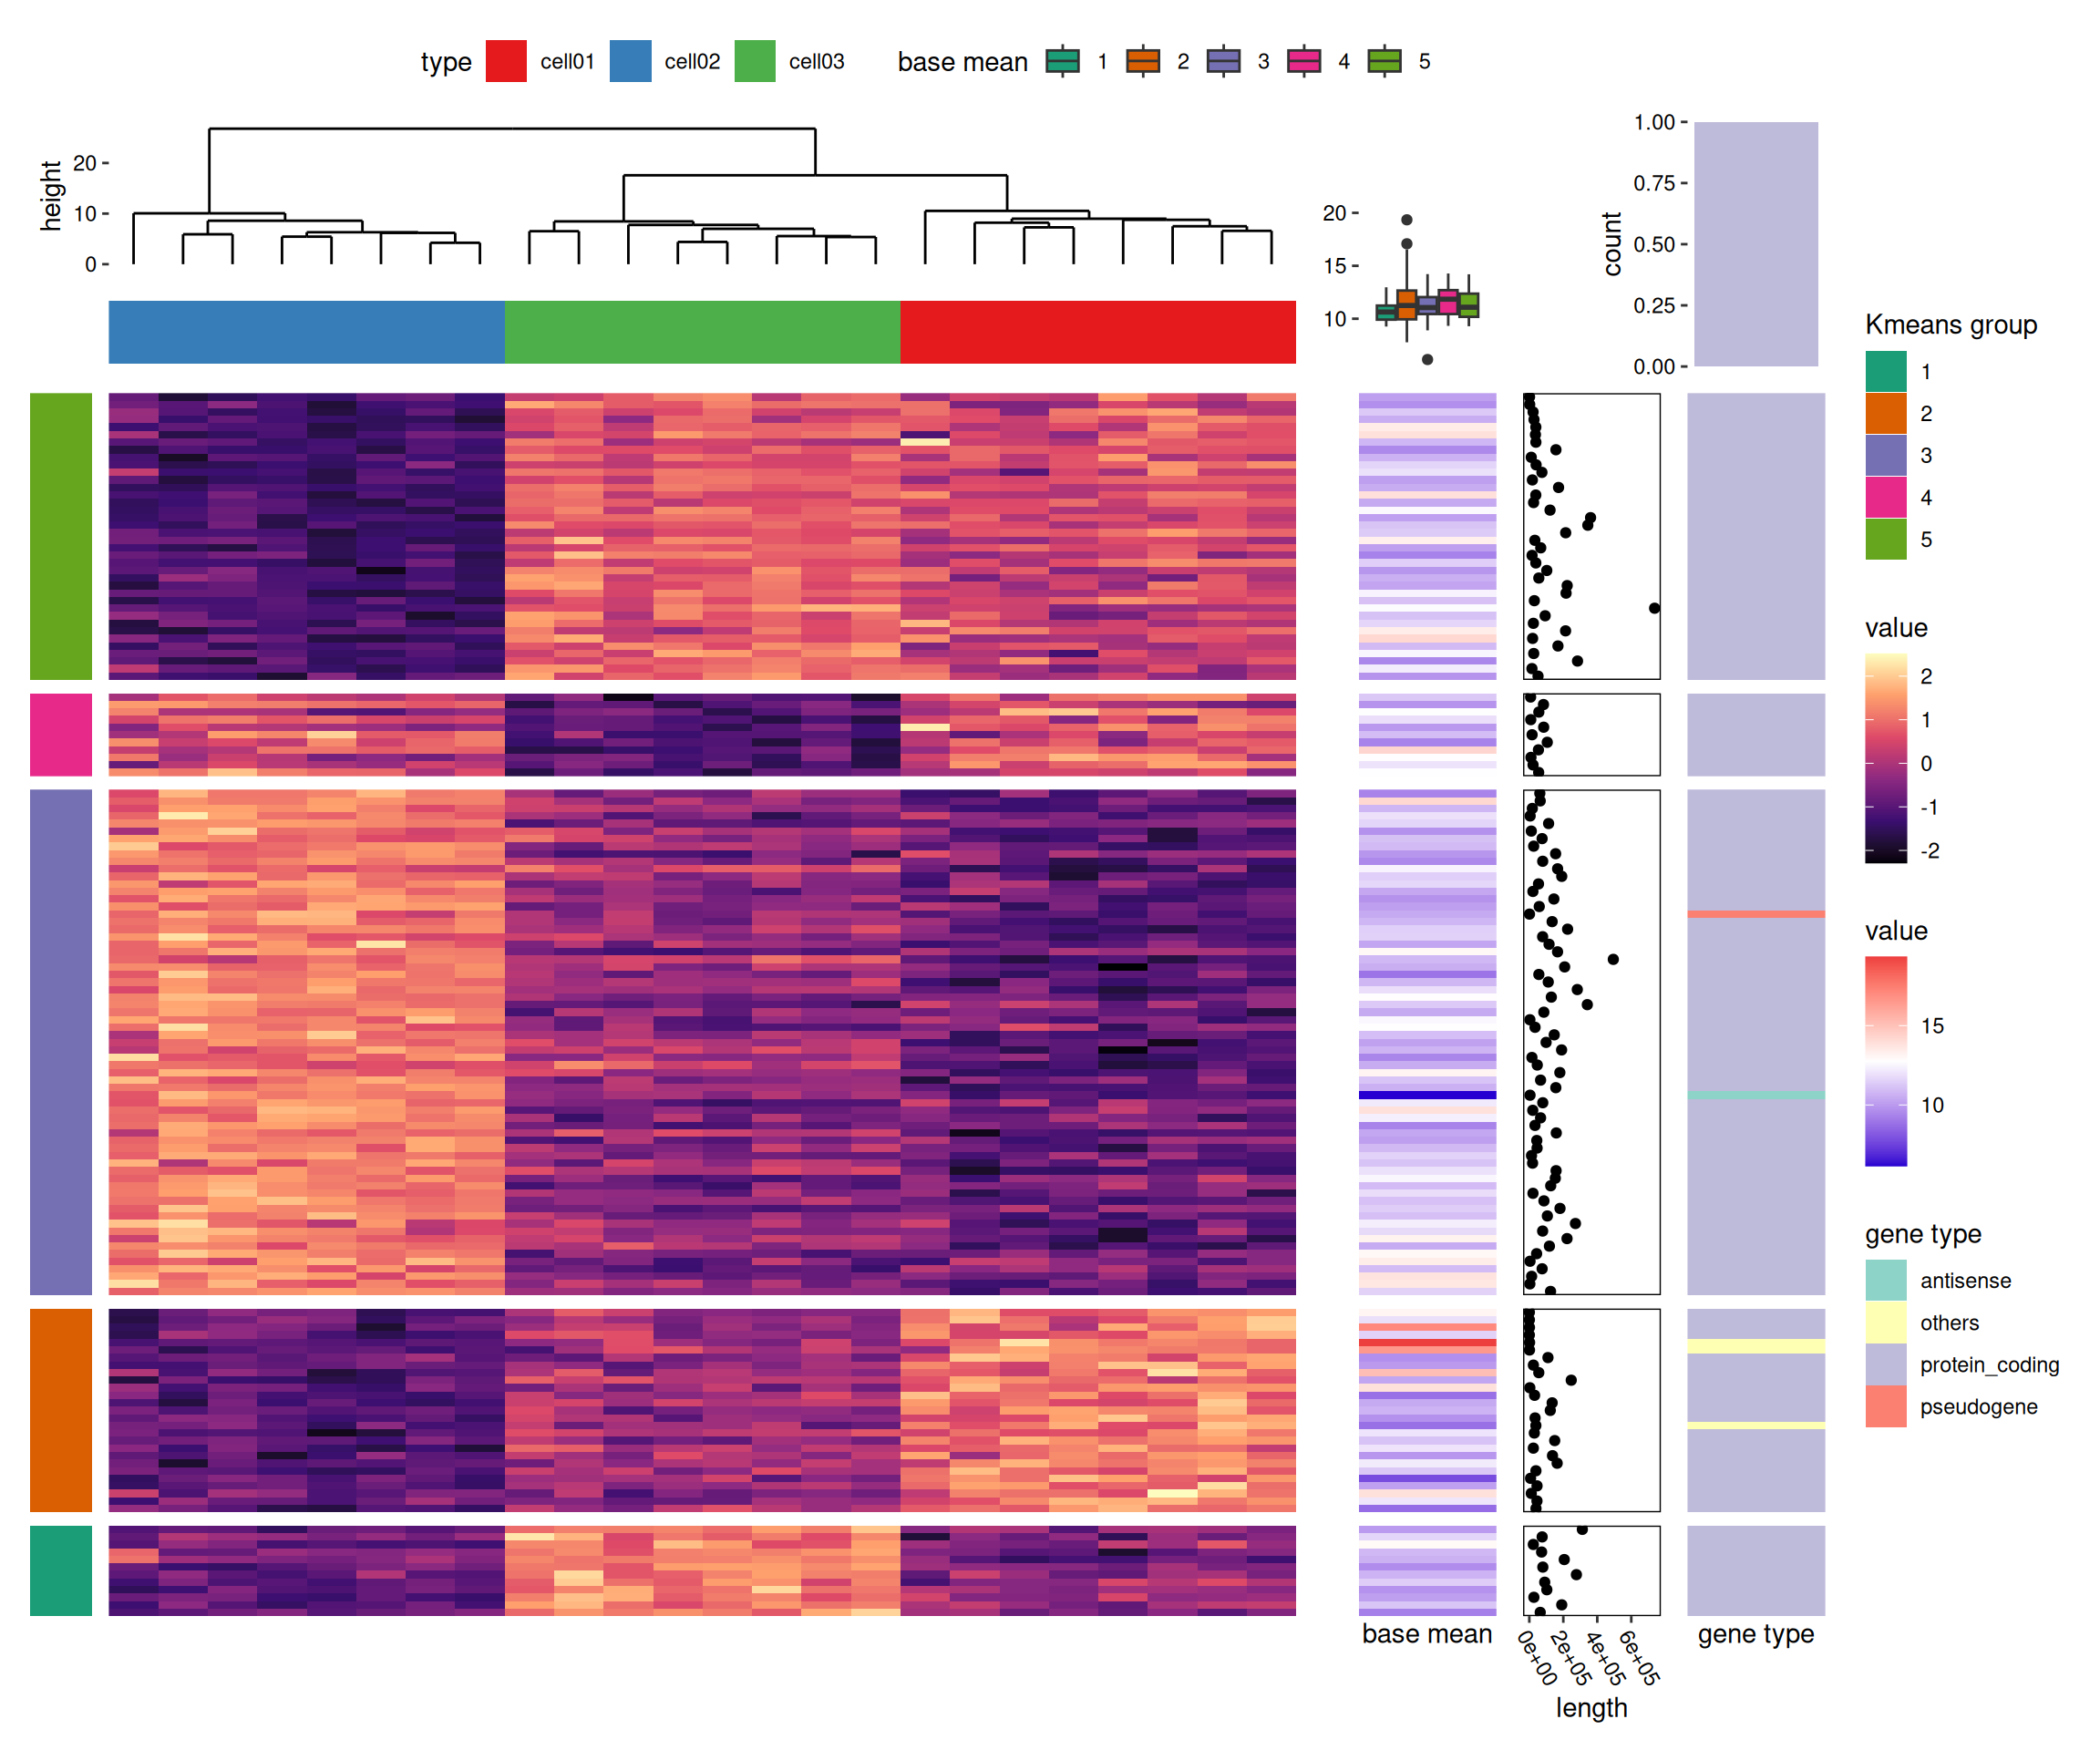 type cell01 cell02 cell03 base mean 1 2 3 4 5
height
20
10
0
20
15
10
count
1.00
0.75
0.50
0.25
0.00
Kmeans group
1
2
3
4
5
value
2
1
0
-1
-2
value
15
10
gene type
antisense
others
protein_coding
pseudogene
base mean
0e+00
2e+05
4e+05
6e+05
length
gene type